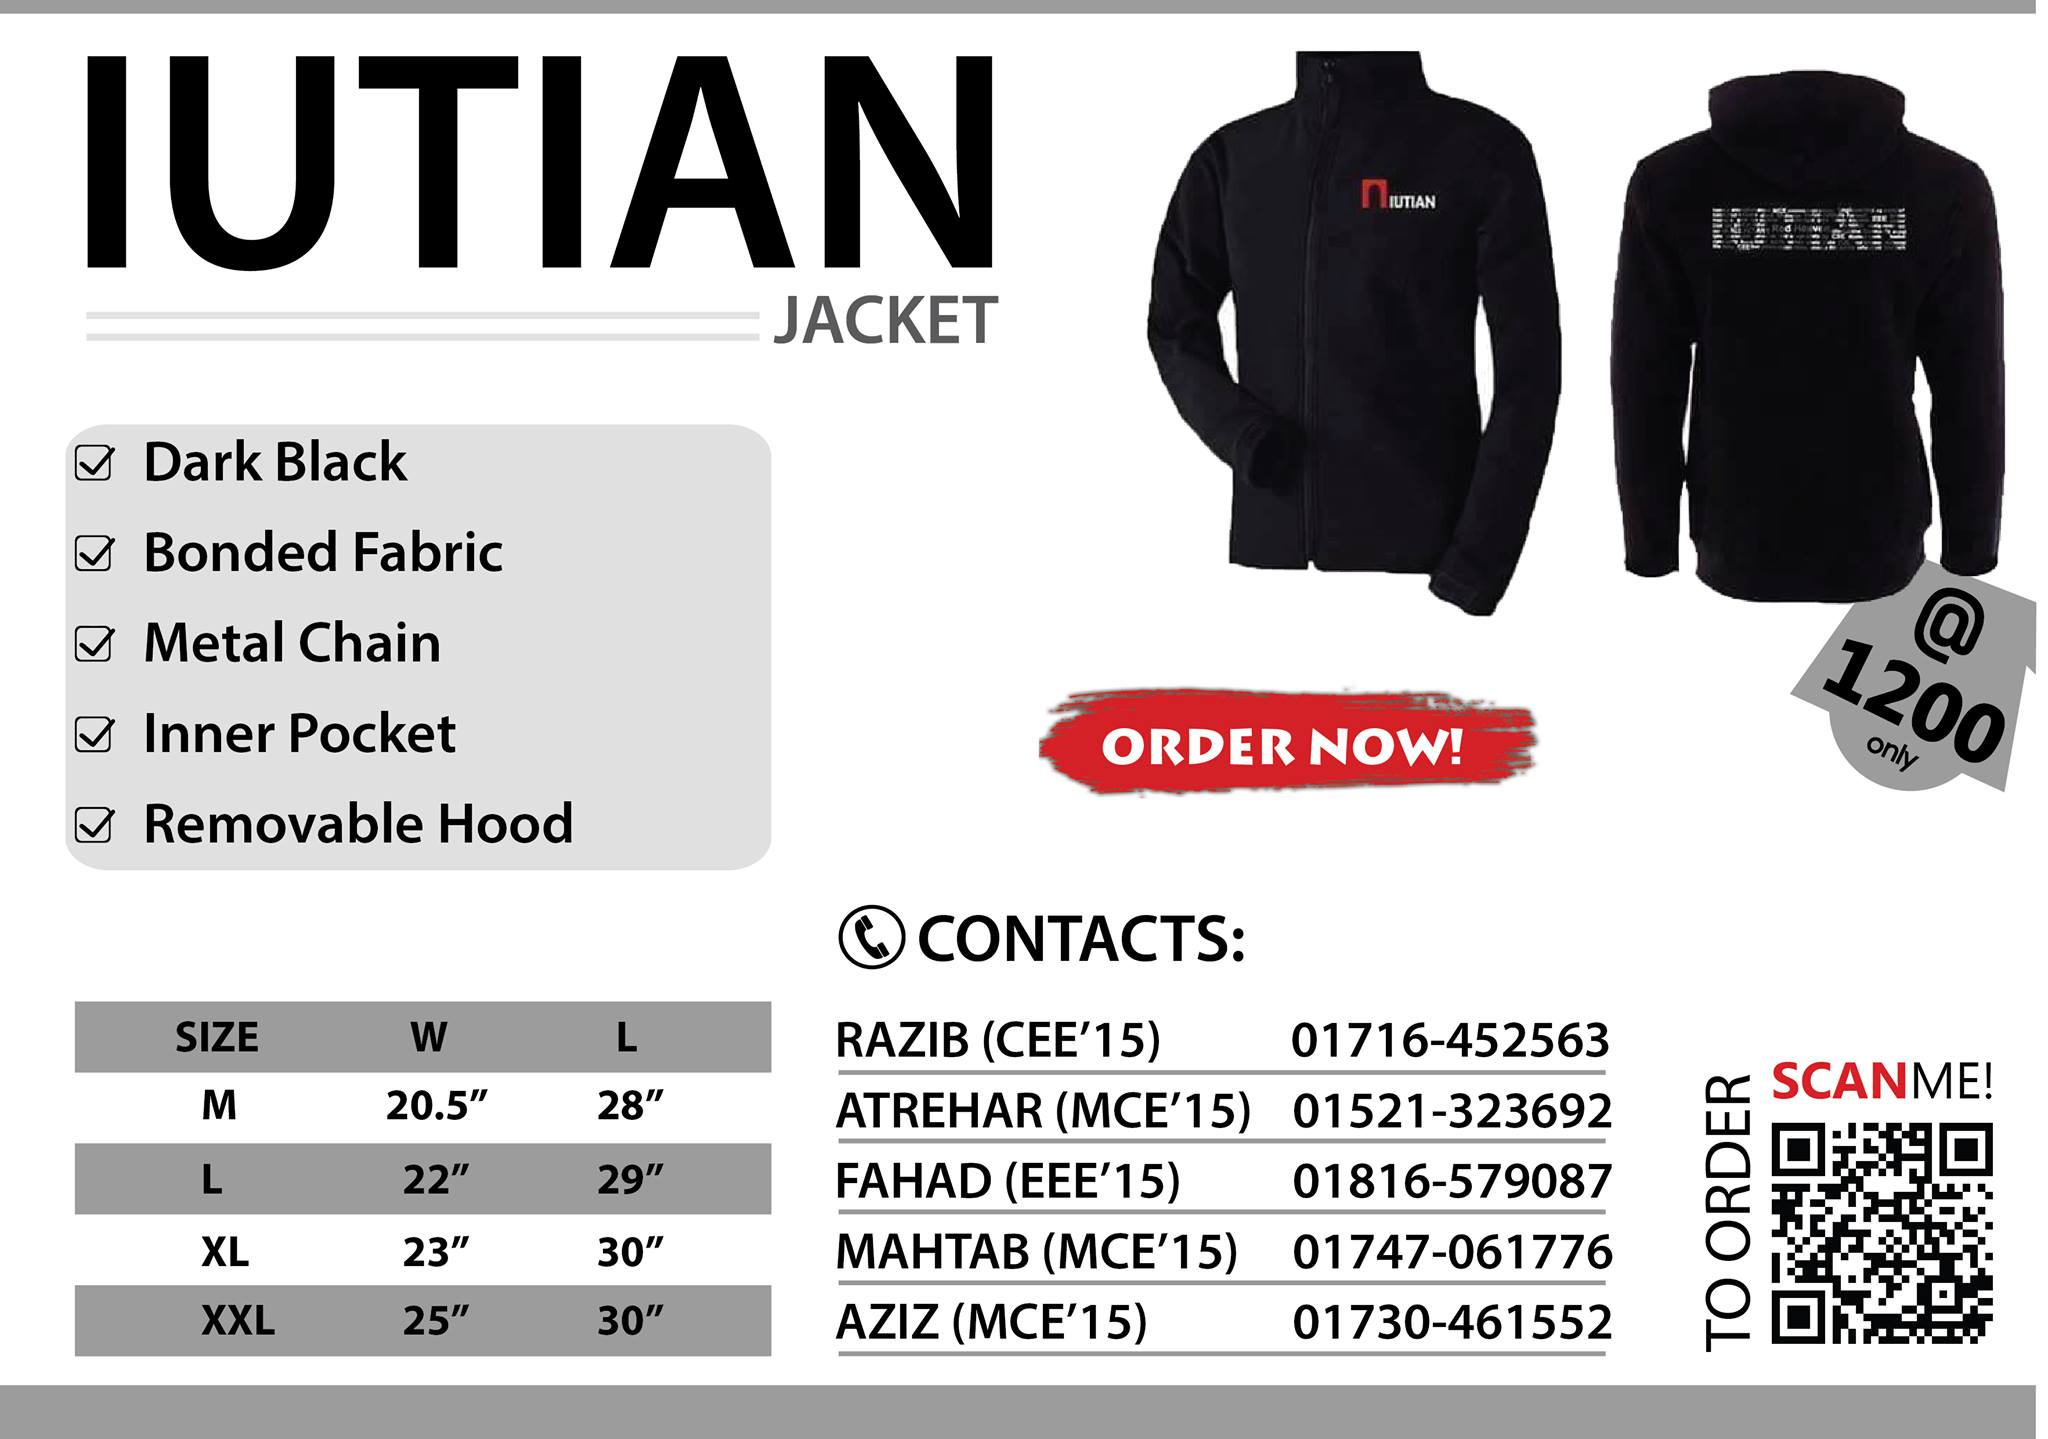 IUTIAN
JACKET
IUTIAN
IUTIAN
Dark Black
Bonded Fabric
Metal Chain
Inner Pocket
Removable Hood
@
1200
only
ORDER NOW!
CONTACTS:
SIZE W L
M 20.5” 28”
L 22” 29”
XL 23” 30”
XXL 25” 30”
RAZIB (CEE’15) 01716-452563
ATREHAR (MCE’15) 01521-323692
FAHAD (EEE’15) 01816-579087
MAHTAB (MCE’15) 01747-061776
AZIZ (MCE’15) 01730-461552
TO ORDER
SCANME!